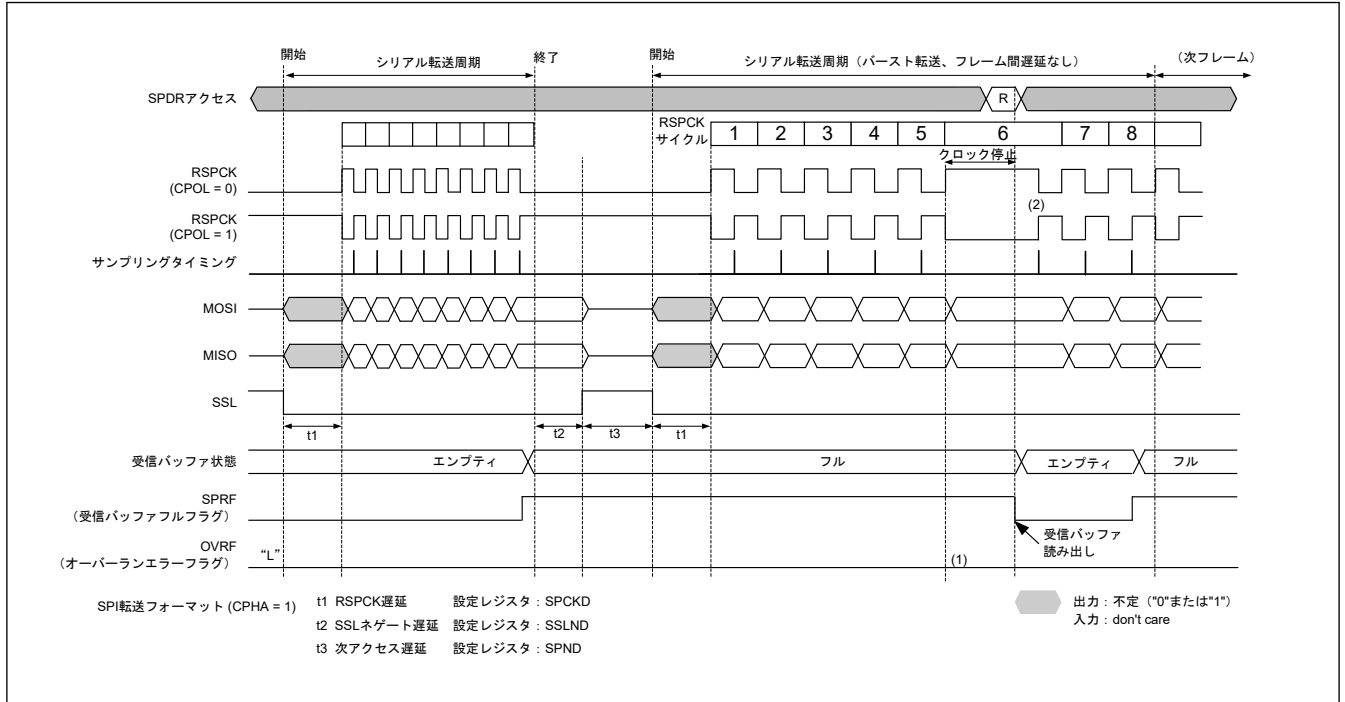 開始
シリアル転送周期
終了
開始
シリアル転送周期（バースト転送、フレーム間遅延なし）
（次フレーム）
SPDRアクセス
R
RSPCK
サイクル
1 2 3 4 5 6 7 8
クロック停止
RSPCK
(CPOL = 0)
(2)
RSPCK
(CPOL = 1)
サンプリングタイミング
MOSI
MISO
SSL
t1
t2
t3
t1
受信バッファ状態
エンプティ
フル
エンプティ
フル
SPRF
（受信バッファフルフラグ）
受信バッファ
読み出し
OVRF
（オーバーランエラーフラグ）
“L”
(1)
SPI転送フォーマット (CPHA = 1)
t1 RSPCK遅延 設定レジスタ：SPCKD
t2 SSLネゲート遅延 設定レジスタ：SSLND
t3 次アクセス遅延 設定レジスタ：SPND
出力：不定（"0"または"1"）
入力：don't care